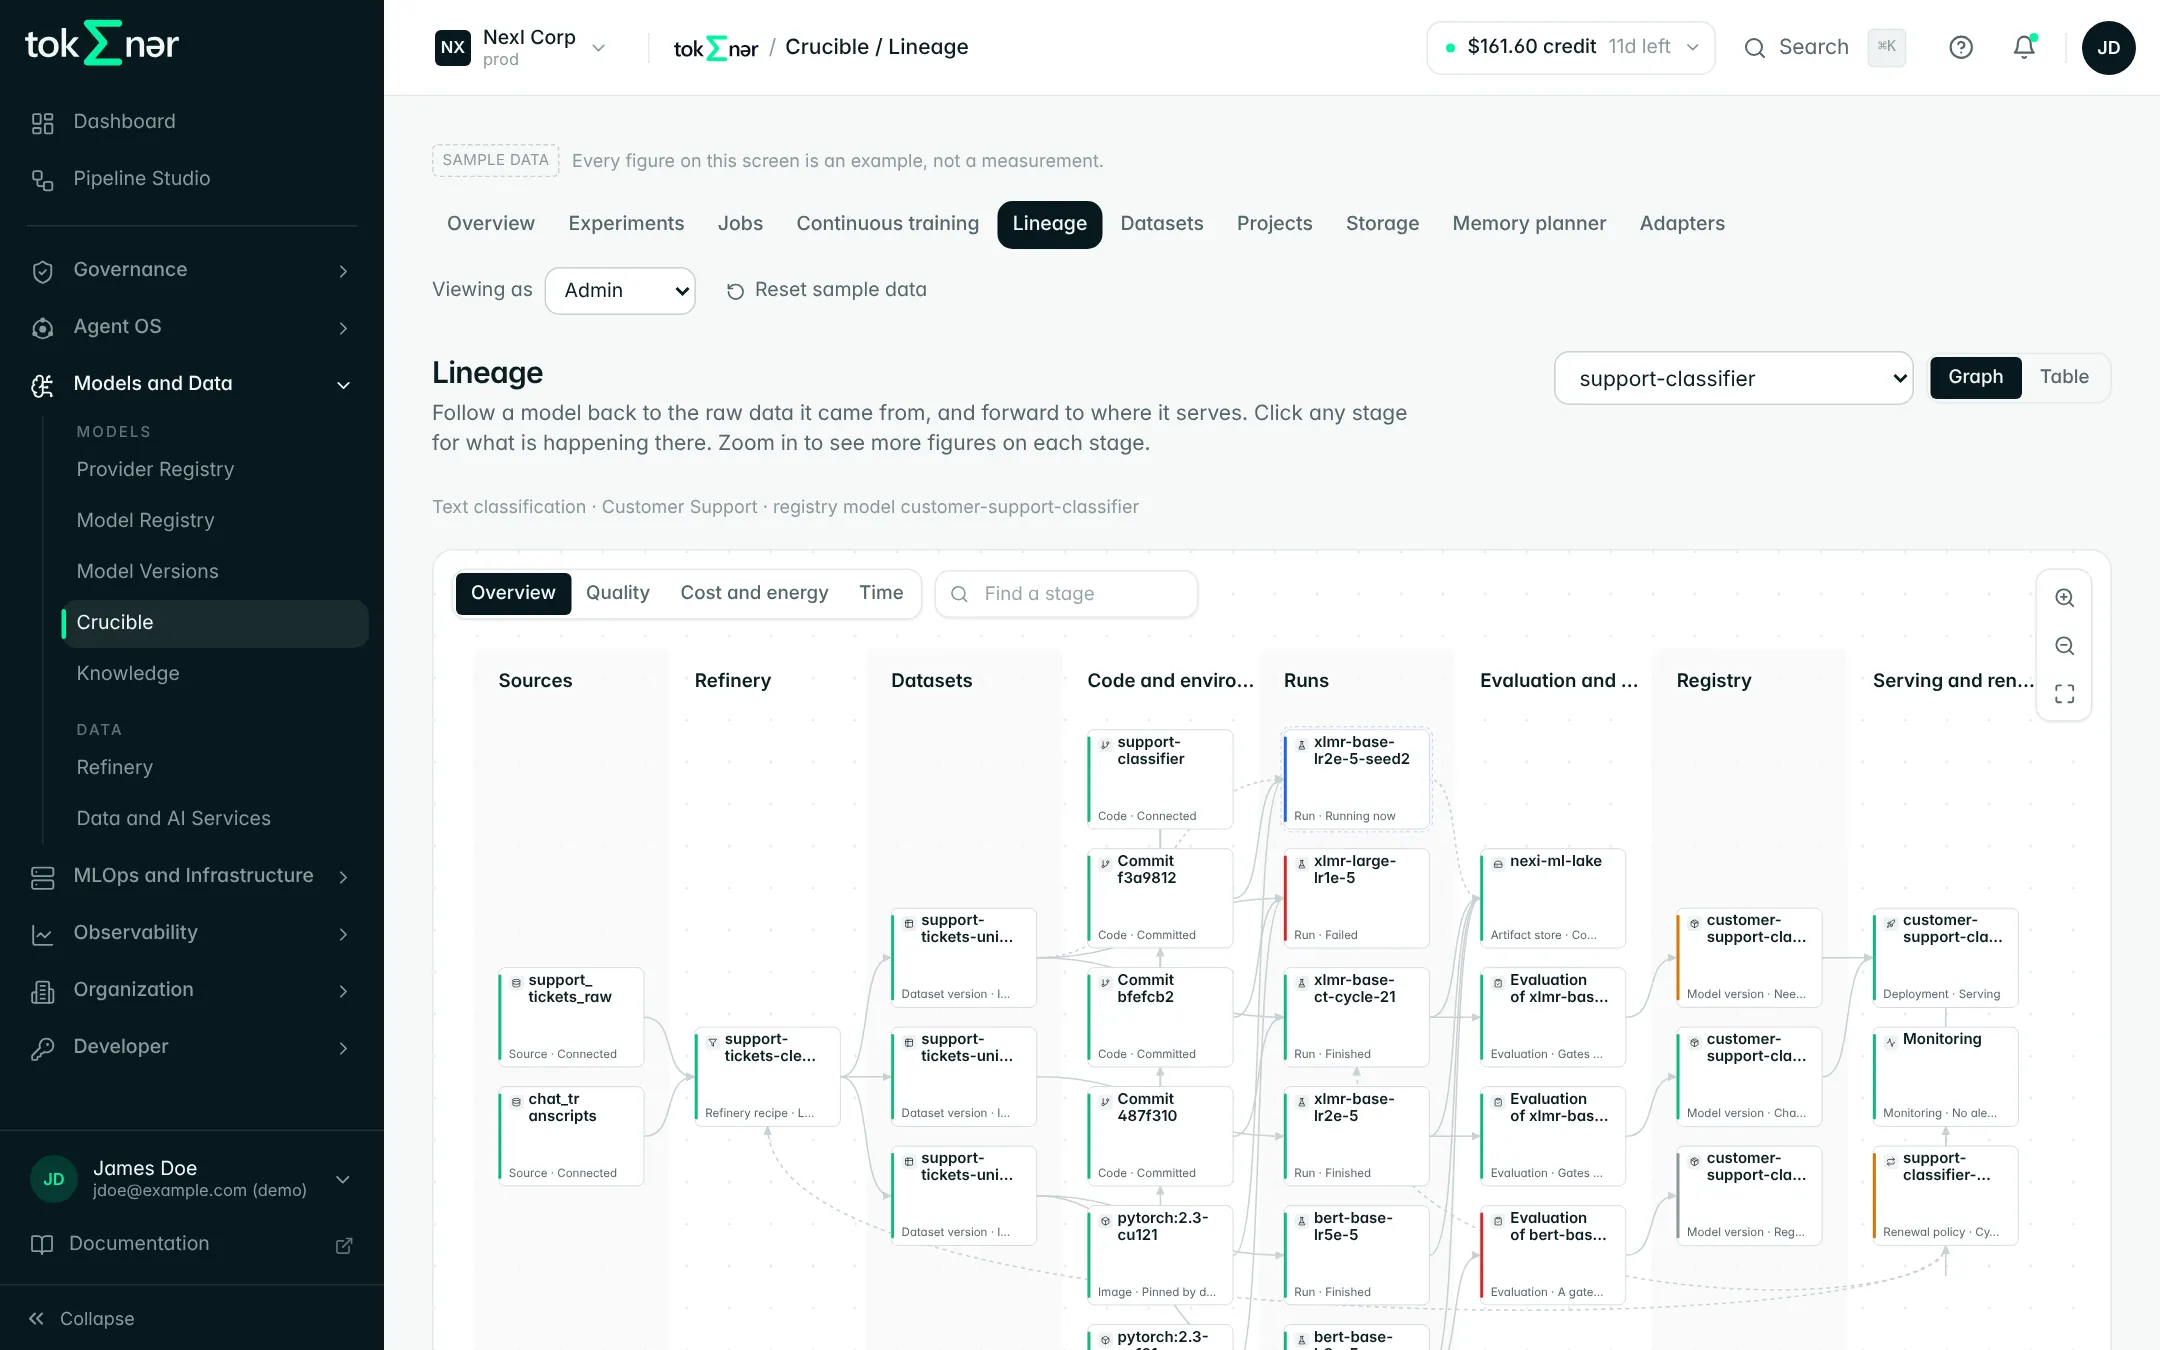 tokΣnər
Dashboard
Pipeline Studio
Governance
Agent OS
Models and Data
MODELS
Provider Registry
Model Registry
Model Versions
Crucible
Knowledge
DATA
Refinery
Data and AI Services
MLOps and Infrastructure
Observability
Organization
Developer
JD
James Doe
jdoe@example.com (demo)
Documentation
Collapse
NX
Nexl Corp
prod
tokΣnər / Crucible / Lineage
$161.60 credit 11d left
Search ⌘K
JD
SAMPLE DATA Every figure on this screen is an example, not a measurement.
Overview Experiments Jobs Continuous training Lineage Datasets Projects Storage Memory planner Adapters
Viewing as Admin Reset sample data
Lineage
Follow a model back to the raw data it came from, and forward to where it serves. Click any stage
for what is happening there. Zoom in to see more figures on each stage.
support-classifier
Graph Table
Text classification · Customer Support · registry model customer-support-classifier
Overview Quality Cost and energy Time
Find a stage
Sources
Refinery
Datasets
Code and enviro...
Runs
Evaluation and ...
Registry
Serving and ren...
support_
tickets_raw
Source · Connected
chat_tr
anscripts
Source · Connected
support-
tickets-cle...
Refinery recipe · L...
support-
tickets-uni...
Dataset version · I...
support-
tickets-uni...
Dataset version · I...
support-
tickets-uni...
Dataset version · I...
support-
classifier
Code · Connected
Commit
f3a9812
Code · Committed
Commit
bfefcb2
Code · Committed
Commit
487f310
Code · Committed
pytorch:2.3-
cu121
Image · Pinned by d...
pytorch:2.3-
xlmr-base-
lr2e-5-seed2
Run · Running now
xlmr-large-
lr1e-5
Run · Failed
xlmr-base-
ct-cycle-21
Run · Finished
xlmr-base-
lr2e-5
Run · Finished
bert-base-
lr5e-5
Run · Finished
bert-base-
nexi-ml-lake
Artifact store · Co...
Evaluation
of xlmr-bas...
Evaluation · Gates ...
Evaluation
of xlmr-bas...
Evaluation · Gates ...
Evaluation
of bert-bas...
Evaluation · A gate...
customer-
support-cla...
Model version · Nee...
customer-
support-cla...
Model version · Cha...
customer-
support-cla...
Model version · Reg...
customer-
support-cla...
Deployment · Serving
Monitoring
Monitoring · No ale...
support-
classifier-...
Renewal policy · Cy...